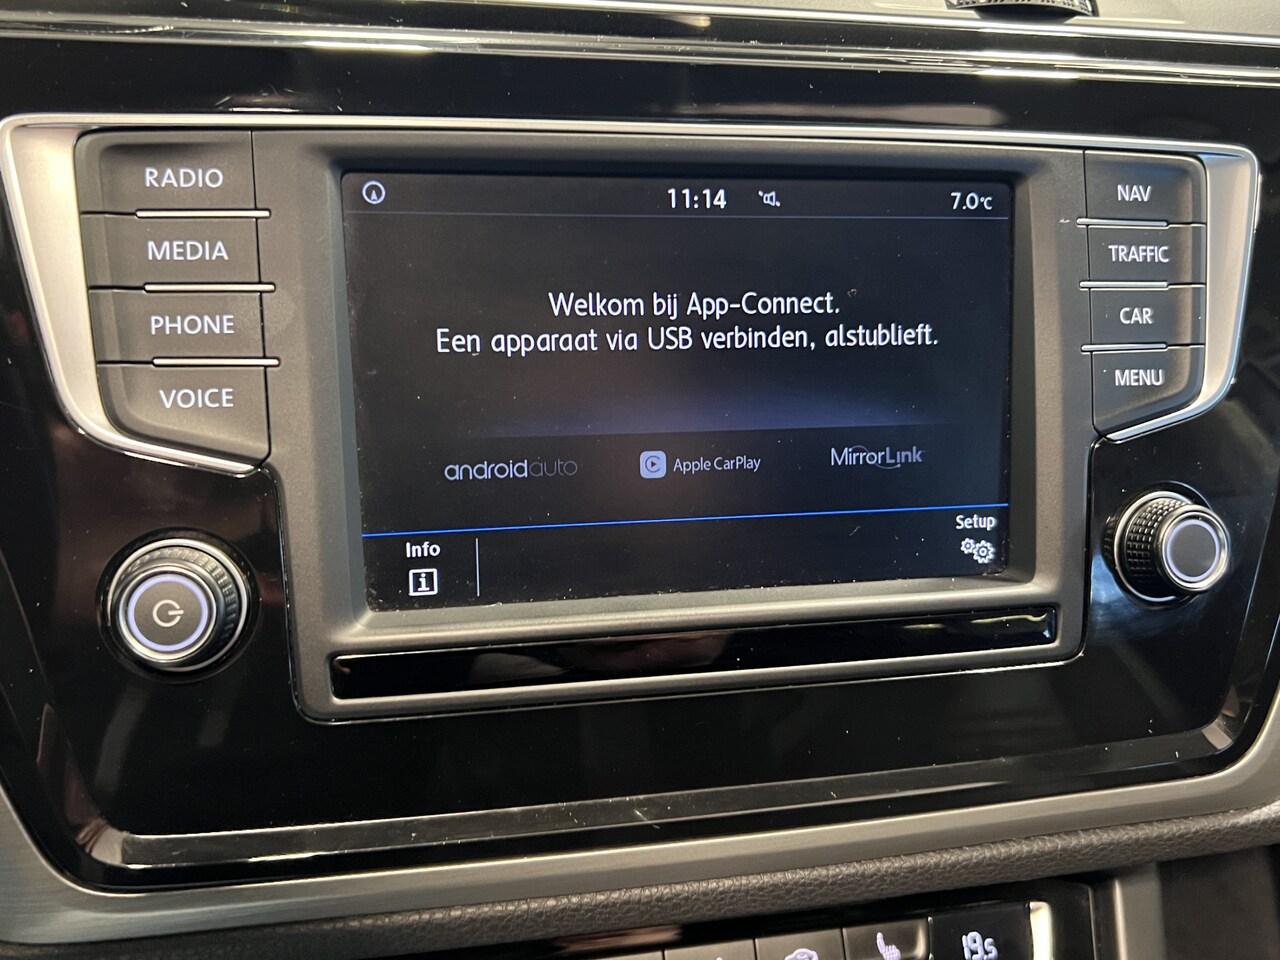 RADIO
MEDIA
PHONE
VOICE
11:14
7.0°C
Welkom bij App-Connect.
Een apparaat via USB verbinden, alstublieft.
androidauto
Apple CarPlay
MirrorLink
Info
i
Setup
NAV
TRAFFIC
CAR
MENU
19.5